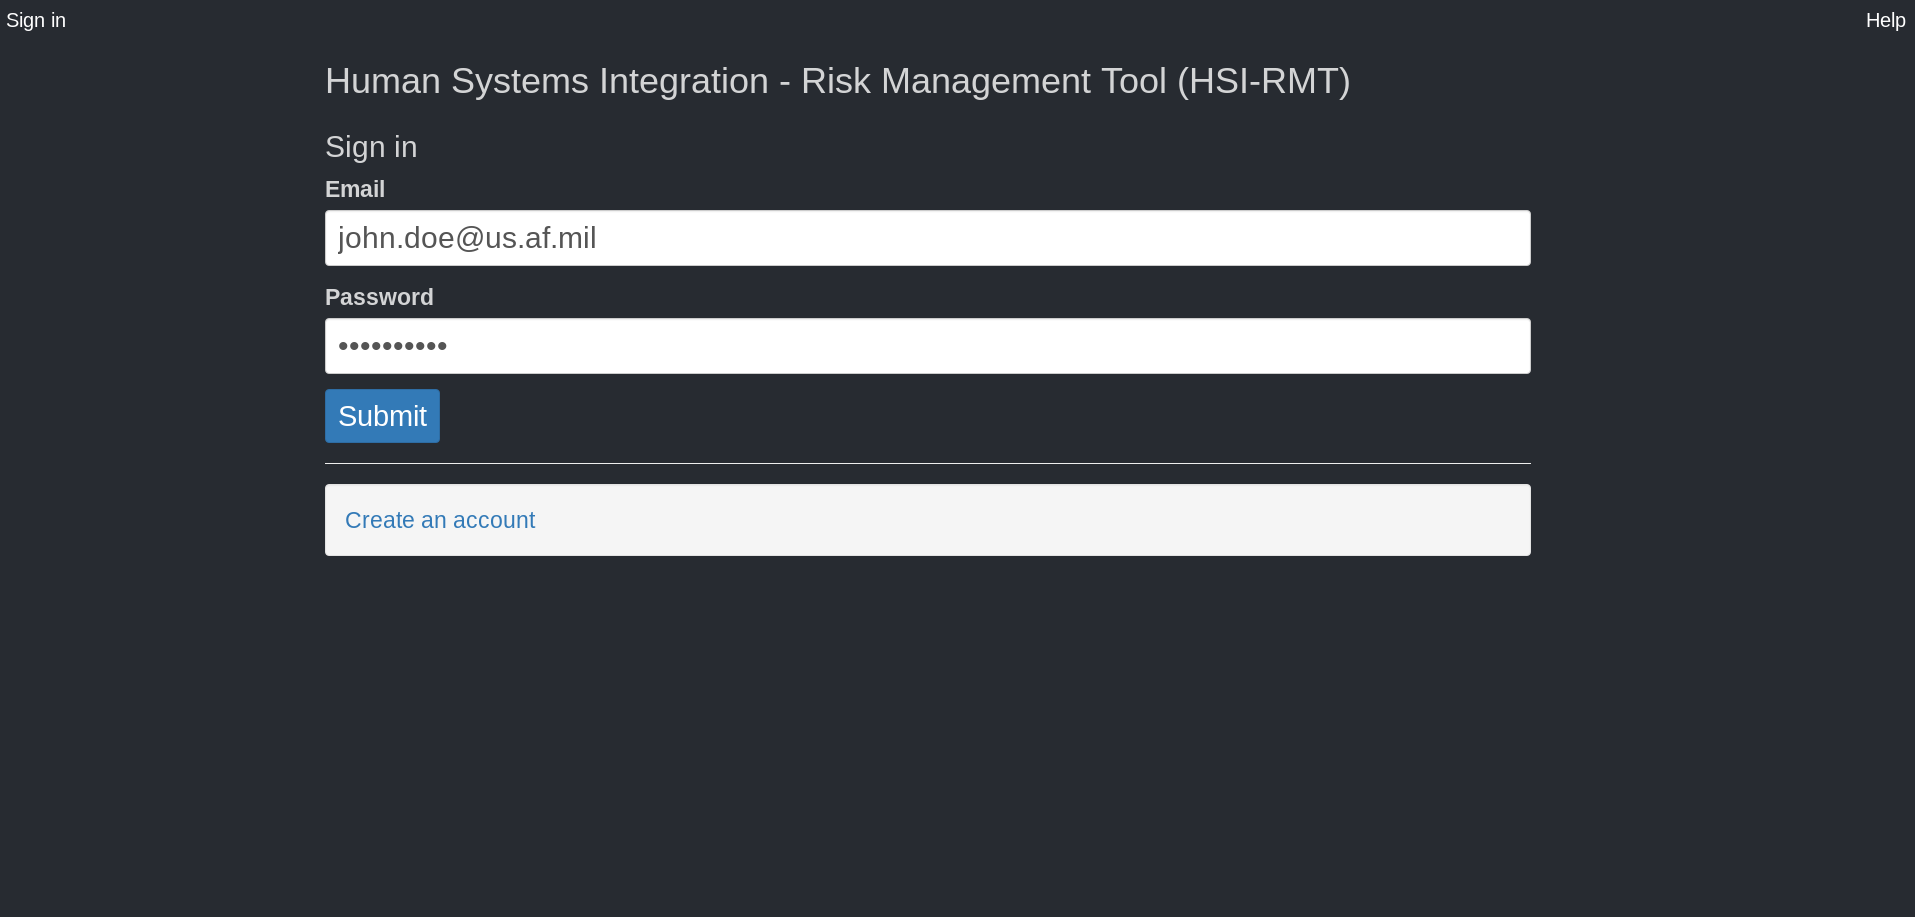 Sign in
Help
Human Systems Integration - Risk Management Tool (HSI-RMT)
Sign in
Email
john.doe@us.af.mil
Password
••••••••••
Submit
Create an account